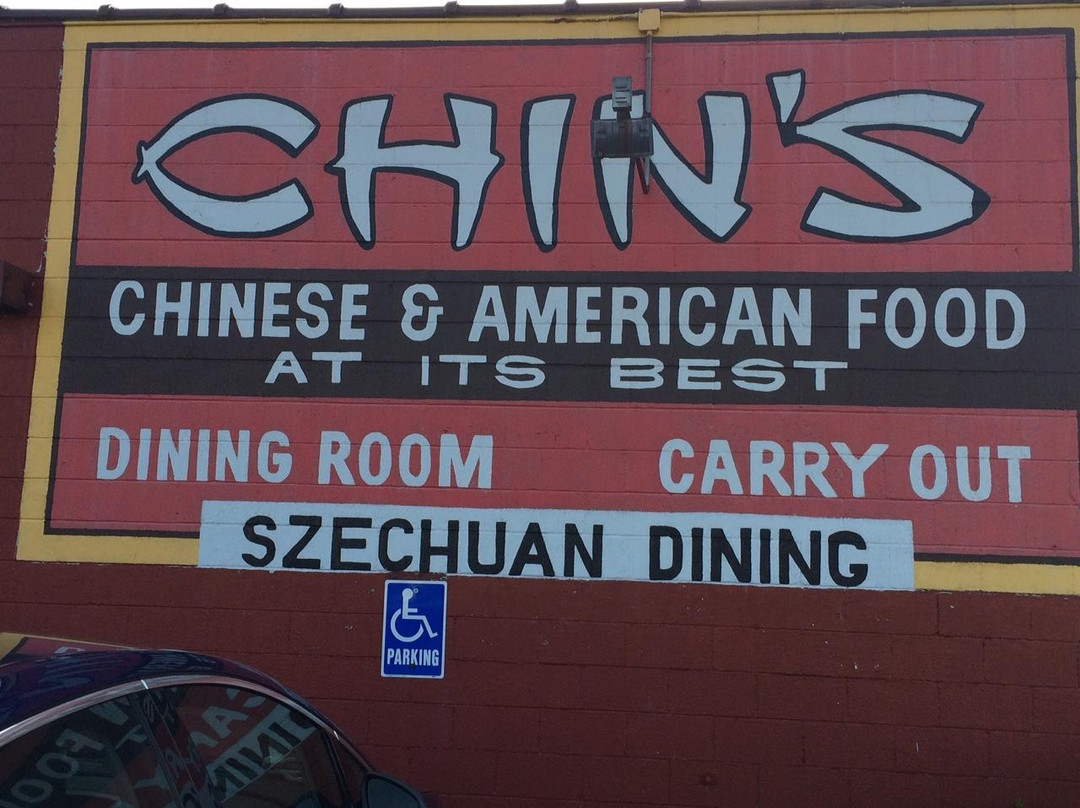 CHIN'S
CHINESE & AMERICAN FOOD
AT ITS BEST
DINING ROOM CARRY OUT
SZECHUAN DINING
PARKING